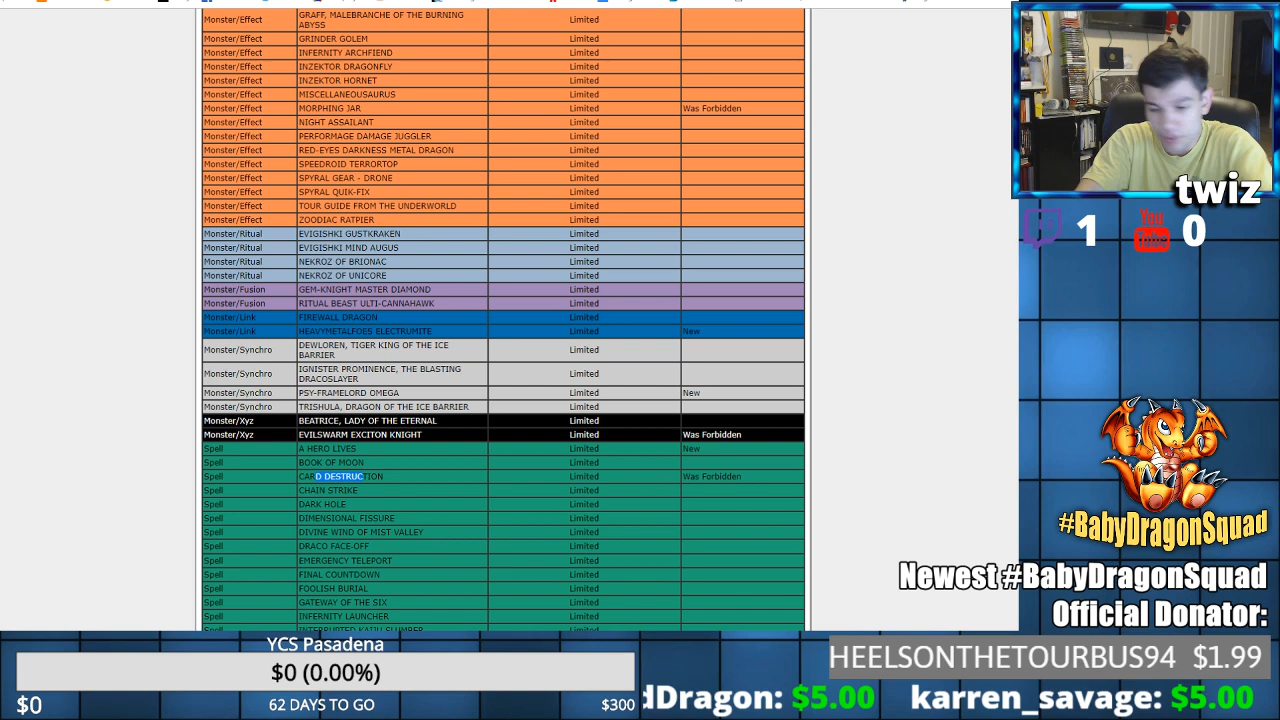 Monster/Effect GRAFF, MALEBRANCHE OF THE BURNING ABYSS Limited
Monster/Effect GRINDER GOLEM Limited
Monster/Effect INFERNITY ARCHFIEND Limited
Monster/Effect INZEKTOR DRAGONFLY Limited
Monster/Effect INZEKTOR HORNET Limited
Monster/Effect MISCELLANEOUSAURUS Limited
Monster/Effect MORPHING JAR Limited Was Forbidden
Monster/Effect NIGHT ASSAILANT Limited
Monster/Effect PERFORMAGE DAMAGE JUGGLER Limited
Monster/Effect RED-EYES DARKNESS METAL DRAGON Limited
Monster/Effect SPEEDROID TERRORTOP Limited
Monster/Effect SPYRAL GEAR - DRONE Limited
Monster/Effect SPYRAL QUIK-FIX Limited
Monster/Effect TOUR GUIDE FROM THE UNDERWORLD Limited
Monster/Effect ZOODIAC RATPIER Limited
Monster/Ritual EVIGISHKI GUSTKRAKEN Limited
Monster/Ritual EVIGISHKI MIND AUGUS Limited
Monster/Ritual NEKROZ OF BRIONAC Limited
Monster/Ritual NEKROZ OF UNICORE Limited
Monster/Fusion GEM-KNIGHT MASTER DIAMOND Limited
Monster/Fusion RITUAL BEAST ULTI-CANNAHAWK Limited
Monster/Link FIREWALL DRAGON Limited
Monster/Link HEAVYMETALFOES ELECTRUMITE Limited New
Monster/Synchro DEWLOREN, TIGER KING OF THE ICE BARRIER Limited
Monster/Synchro IGNISTER PROMINENCE, THE BLASTING DRACOSLAYER Limited
Monster/Synchro PSY-FRAMELORD OMEGA Limited New
Monster/Synchro TRISHULA, DRAGON OF THE ICE BARRIER Limited
Monster/Xyz BEATRICE, LADY OF THE ETERNAL Limited
Monster/Xyz EVILSWARM EXCITON KNIGHT Limited Was Forbidden
Spell A HERO LIVES Limited New
Spell BOOK OF MOON Limited
Spell CARD DESTRUCTION Limited Was Forbidden
Spell CHAIN STRIKE Limited
Spell DARK HOLE Limited
Spell DIMENSIONAL FISSURE Limited
Spell DIVINE WIND OF MIST VALLEY Limited
Spell DRACO FACE-OFF Limited
Spell EMERGENCY TELEPORT Limited
Spell FINAL COUNTDOWN Limited
Spell FOOLISH BURIAL Limited
Spell GATEWAY OF THE SIX Limited
Spell INFERNITY LAUNCHER Limited
Spell INTERRUPTED KAIJU SLUMBER Limited
twiz
1 You Tube 0
#BabyDragonSquad
Newest #BabyDragonSquad
Official Donator:
HEELSONTHETOURBUS94 $1.99
YCS Pasadena
$0 (0.00%)
$0 62 DAYS TO GO $300
dDragon: $5.00 karren_savage: $5.00